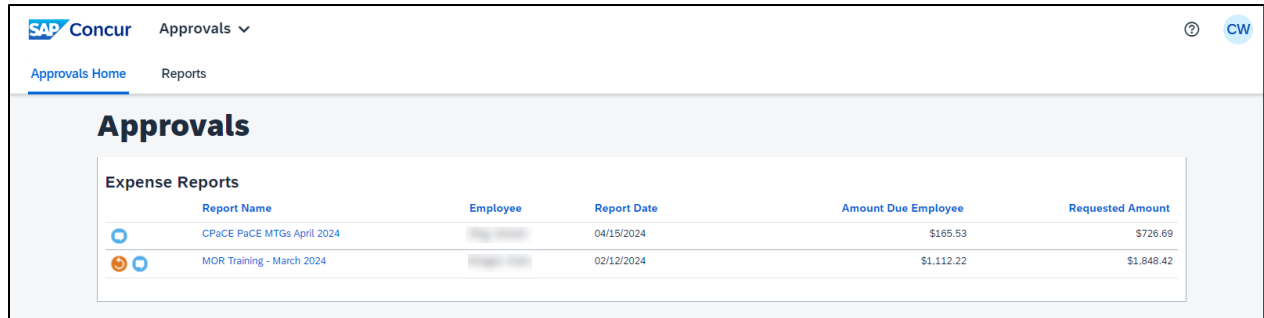 SAP Concur Approvals CW
Approvals Home Reports
Approvals
Expense Reports
Report Name Employee Report Date Amount Due Employee Requested Amount
CPaCE PaCE MTGs April 2024 04/15/2024 $165.53 $726.69
MOR Training - March 2024 02/12/2024 $1,112.22 $1,848.42